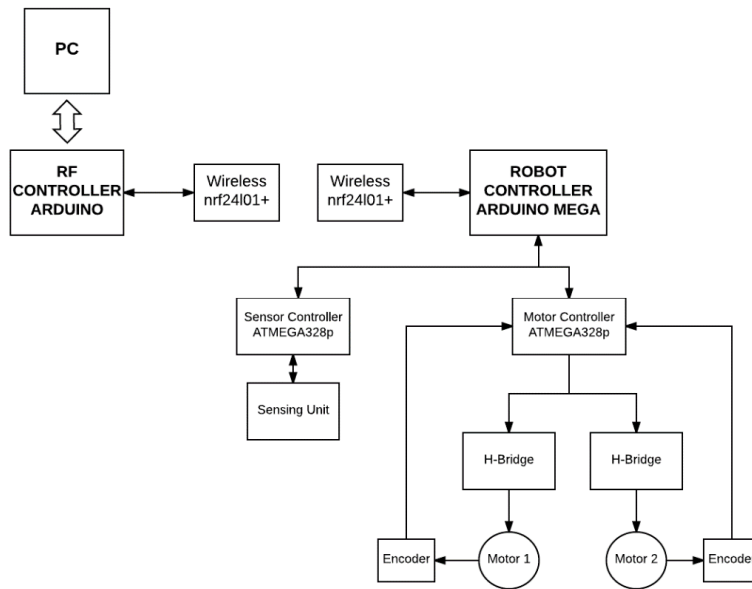 PC
RF
CONTROLLER
ARDUINO
Wireless
nrf24l01+
Wireless
nrf24l01+
ROBOT
CONTROLLER
ARDUINO MEGA
Sensor Controller
ATMEGA328p
Motor Controller
ATMEGA328p
Sensing Unit
H-Bridge
H-Bridge
Encoder
Motor 1
Motor 2
Encoder